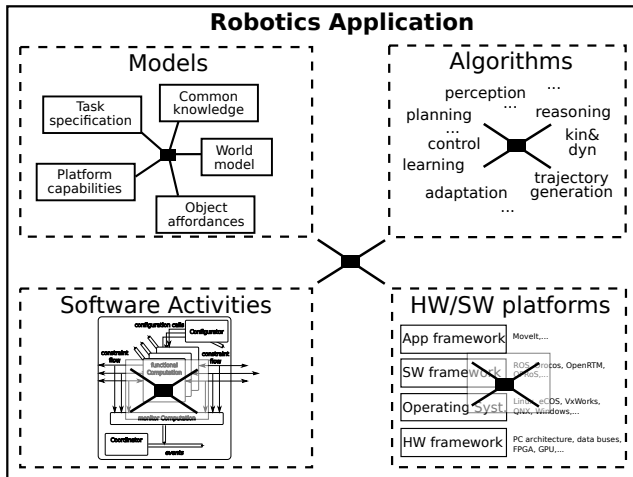 Robotics Application
Models
Task
specification
Common
knowledge
World
model
Platform
capabilities
Object
affordances
Algorithms
perception
...
...
planning
reasoning
...
control
kin&
dyn
learning
trajectory
generation
adaptation
...
Software Activities
configuration calls
Configurator
constraint
flow
constraint
flow
functional
Computation
monitor Computation
Coordinator
events
HW/SW platforms
App framework
MoveIt,...
SW framework
ROS, Orocos, OpenRTM,
OPRoS,...
Operating Syst.
Linux, eCOS, VxWorks,
QNX, Windows,...
HW framework
PC architecture, data buses,
FPGA, GPU,...